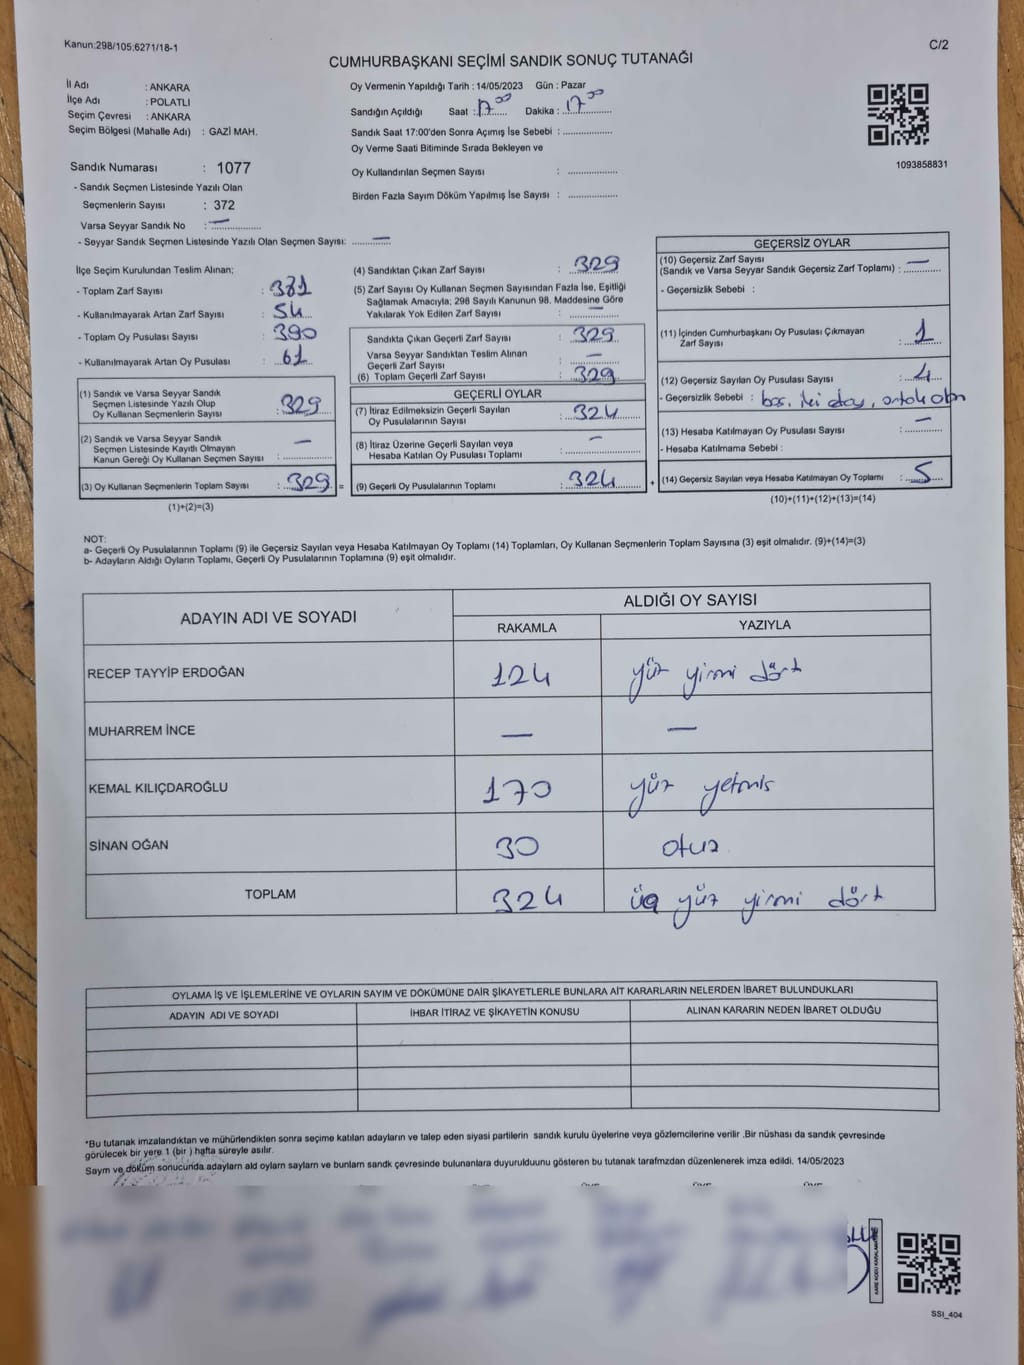 Kanun:298/105;6271/18-1
C/2
CUMHURBAŞKANI SEÇİMİ SANDIK SONUÇ TUTANAĞI
İl Adı : ANKARA
İlçe Adı : POLATLI
Seçim Çevresi : ANKARA
Seçim Bölgesi (Mahalle Adı) : GAZİ MAH.
Oy Vermenin Yapıldığı Tarih : 14/05/2023 Gün : Pazar
Sandığın Açıldığı Saat : 17 00 Dakika : 17 00
Sandık Saat 17:00'den Sonra Açımış İse Sebebi :
Oy Verme Saati Bitiminde Sırada Bekleyen ve
Oy Kullandırılan Seçmen Sayısı :
Birden Fazla Sayım Döküm Yapılmış İse Sayısı :
1093858831
Sandık Numarası : 1077
- Sandık Seçmen Listesinde Yazılı Olan
Seçmenlerin Sayısı : 372
Varsa Seyyar Sandık No : —
- Seyyar Sandık Seçmen Listesinde Yazılı Olan Seçmen Sayısı: —
İlçe Seçim Kurulundan Teslim Alınan;
- Toplam Zarf Sayısı : 381
- Kullanılmayarak Artan Zarf Sayısı : 54
- Toplam Oy Pusulası Sayısı : 390
- Kullanılmayarak Artan Oy Pusulası : 61
(1) Sandık ve Varsa Seyyar Sandık
Seçmen Listesinde Yazılı Olup
Oy Kullanan Seçmenlerin Sayısı : 329
(2) Sandık ve Varsa Seyyar Sandık
Seçmen Listesinde Kayıtlı Olmayan
Kanun Gereği Oy Kullanan Seçmen Sayısı : —
(3) Oy Kullanan Seçmenlerin Toplam Sayısı : 329 =
(1)+(2)=(3)
(4) Sandıktan Çıkan Zarf Sayısı : 329
(5) Zarf Sayısı Oy Kullanan Seçmen Sayısından Fazla İse, Eşitliği
Sağlamak Amacıyla; 298 Sayılı Kanunun 98. Maddesine Göre
Yakılarak Yok Edilen Zarf Sayısı : —
Sandıkta Çıkan Geçerli Zarf Sayısı : 329
Varsa Seyyar Sandıktan Teslim Alınan
Geçerli Zarf Sayısı : —
(6) Toplam Geçerli Zarf Sayısı : 329
GEÇERLİ OYLAR
(7) İtiraz Edilmeksizin Geçerli Sayılan
Oy Pusulalarının Sayısı : 324
(8) İtiraz Üzerine Geçerli Sayılan veya
Hesaba Katılan Oy Pusulası Toplamı : —
(9) Geçerli Oy Pusulalarının Toplamı : 324 +
GEÇERSİZ OYLAR
(10) Geçersiz Zarf Sayısı
(Sandık ve Varsa Seyyar Sandık Geçersiz Zarf Toplamı) : —
- Geçersizlik Sebebi :
(11) İçinden Cumhurbaşkanı Oy Pusulası Çıkmayan
Zarf Sayısı : 1
(12) Geçersiz Sayılan Oy Pusulası Sayısı : 4
- Geçersizlik Sebebi : boş, iki oy,
(13) Hesaba Katılmayan Oy Pusulası Sayısı : —
- Hesaba Katılmama Sebebi :
(14) Geçersiz Sayılan veya Hesaba Katılmayan Oy Toplamı : 5
(10)+(11)+(12)+(13)=(14)
NOT:
a- Geçerli Oy Pusulalarının Toplamı (9) ile Geçersiz Sayılan veya Hesaba Katılmayan Oy Toplamı (14) Toplamları, Oy Kullanan Seçmenlerin Toplam Sayısına (3) eşit olmalıdır. (9)+(14)=(3)
b- Adayların Aldığı Oyların Toplamı, Geçerli Oy Pusulalarının Toplamına (9) eşit olmalıdır.
ADAYIN ADI VE SOYADI
ALDIĞI OY SAYISI
RAKAMLA YAZIYLA
RECEP TAYYİP ERDOĞAN 124 yüz yirmi dört
MUHARREM İNCE — —
KEMAL KILIÇDAROĞLU 170 yüz yetmiş
SİNAN OĞAN 30 otuz
TOPLAM 324 üç yüz yirmi dört
OYLAMA İŞ VE İŞLEMLERİNE VE OYLARIN SAYIM VE DÖKÜMÜNE DAİR ŞİKAYETLERLE BUNLARA AİT KARARLARIN NELERDEN İBARET BULUNDUKLARI
ADAYIN ADI VE SOYADI İHBAR İTİRAZ VE ŞİKAYETİN KONUSU ALINAN KARARIN NEDEN İBARET OLDUĞU
*Bu tutanak imzalandıktan ve mühürlendikten sonra seçime katılan adayların ve talep eden siyasi partilerin sandık kurulu üyelerine veya gözlemcilerine verilir .Bir nüshası da sandık çevresinde
görülecek bir yere 1 (bir ) hafta süreyle asılır.
Sayım ve döküm sonucunda adayların ald oyların sayların ve bunlarn sandk çevresinde bulunanlara duyurulduunu gösteren bu tutanak tarafmzdan düzenlenerek imza edildi. 14/05/2023
SSI_404